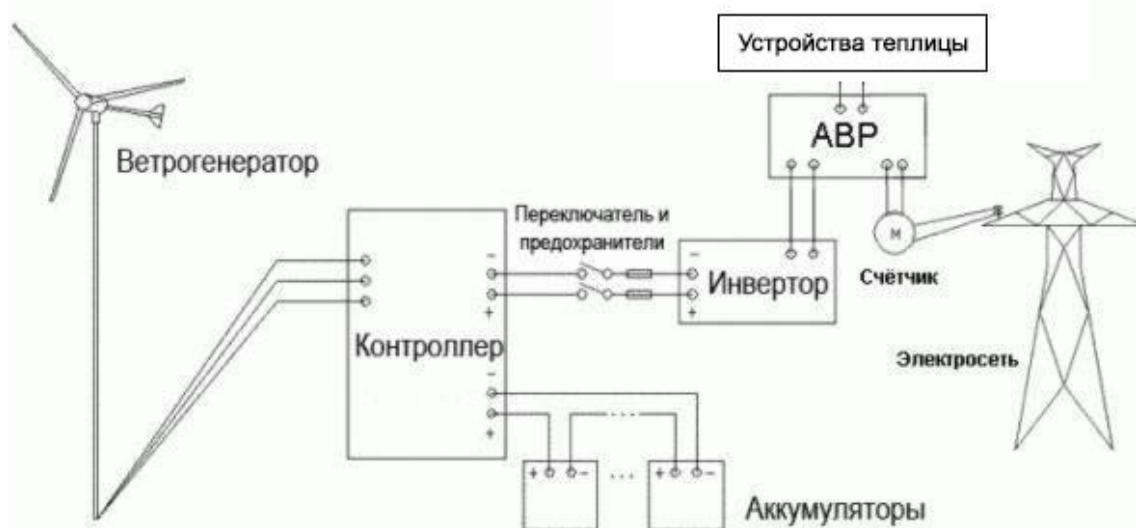 Устройства теплицы
АВР
Ветрогенератор
Переключатель и
предохранители
М
Счётчик
Инвертор
Контроллер
Электросеть
- +
- +
- +
+ - ... + -
Аккумуляторы